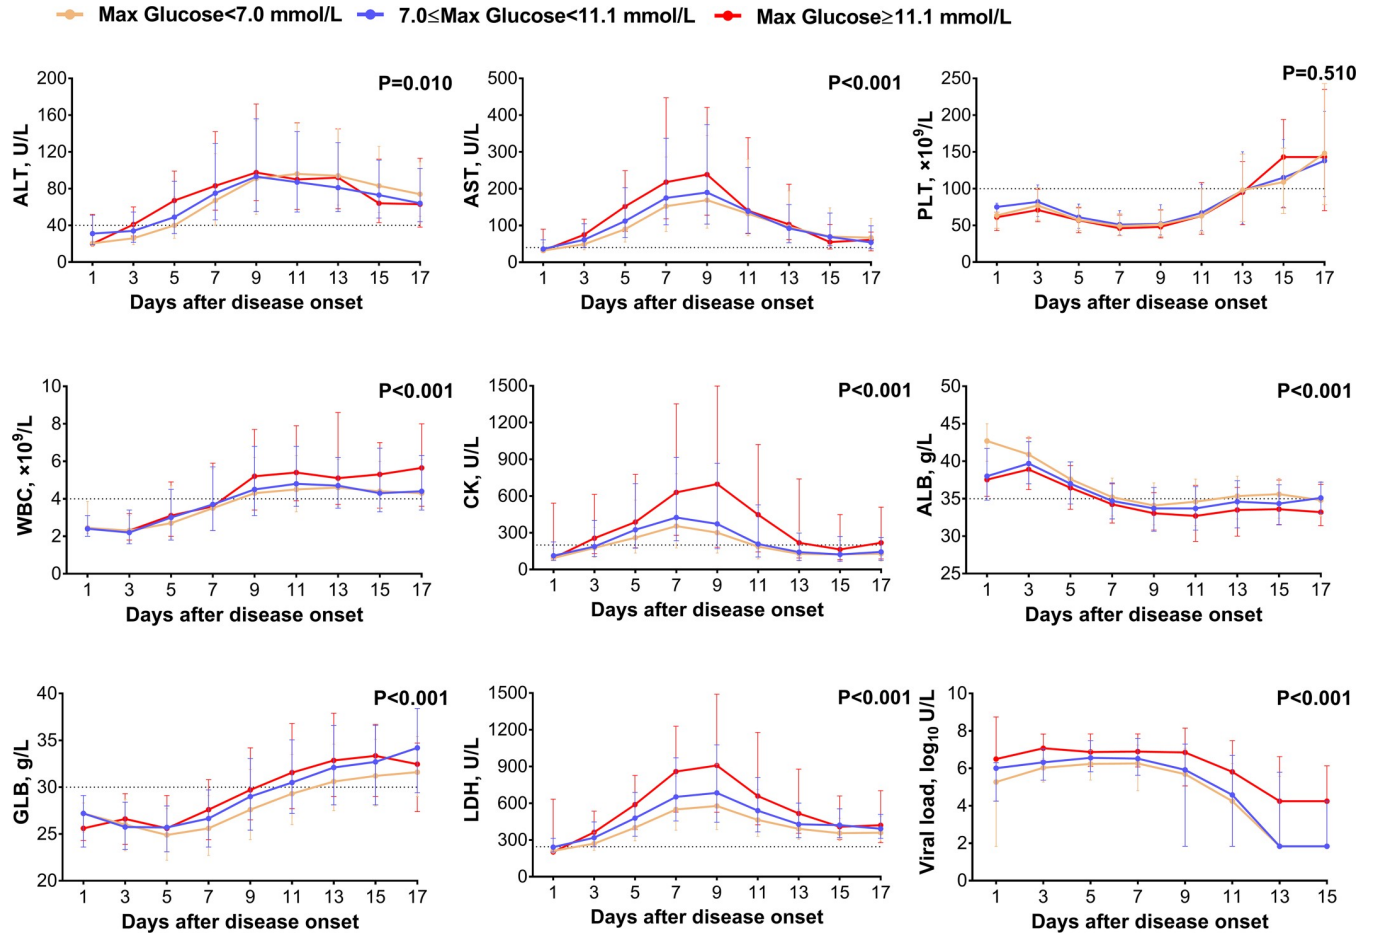 Max Glucose<7.0 mmol/L 7.0≤Max Glucose<11.1 mmol/L Max Glucose≥11.1 mmol/L
P=0.010
ALT, U/L
200
160
120
80
40
0
1 3 5 7 9 11 13 15 17
Days after disease onset
P<0.001
AST, U/L
500
400
300
200
100
0
1 3 5 7 9 11 13 15 17
Days after disease onset
P=0.510
PLT, ×10⁹/L
250
200
150
100
50
0
1 3 5 7 9 11 13 15 17
Days after disease onset
P<0.001
WBC, ×10⁹/L
10
8
6
4
2
0
1 3 5 7 9 11 13 15 17
Days after disease onset
P<0.001
CK, U/L
1500
1200
900
600
300
0
1 3 5 7 9 11 13 15 17
Days after disease onset
P<0.001
ALB, g/L
50
45
40
35
30
25
1 3 5 7 9 11 13 15 17
Days after disease onset
P<0.001
GLB, g/L
40
35
30
25
20
1 3 5 7 9 11 13 15 17
Days after disease onset
P<0.001
LDH, U/L
1500
1200
900
600
300
0
1 3 5 7 9 11 13 15 17
Days after disease onset
P<0.001
Viral load, log₁₀ U/L
10
8
6
4
2
0
1 3 5 7 9 11 13 15
Days after disease onset